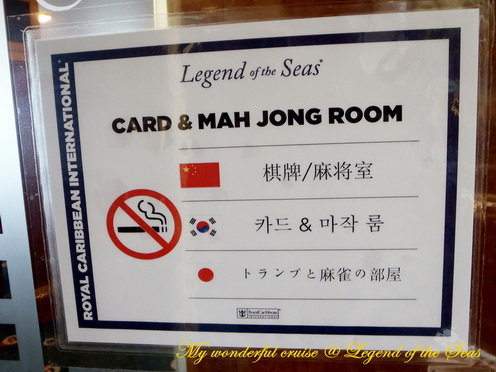 Legend of the Seas®
CARD & MAH JONG ROOM
ROYAL CARIBBEAN INTERNATIONAL®
棋牌/麻将室
카드 & 마작 룸
トランプと麻雀の部屋
RoyalCaribbean
INTERNATIONAL
My wonderful cruise @ Legend of the Seas